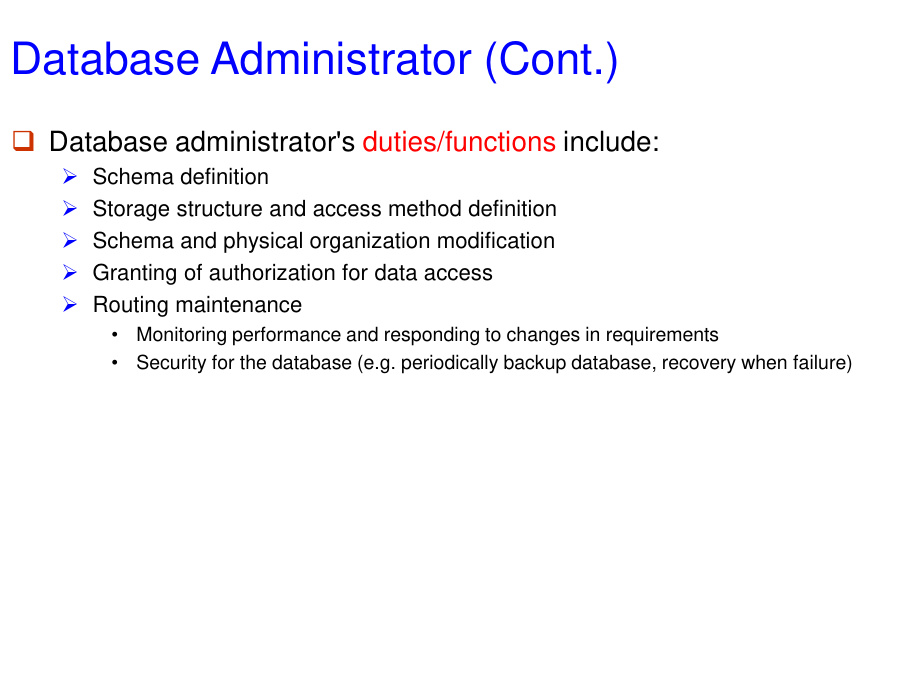 Database Administrator (Cont.)
Database administrator's duties/functions include:
Schema definition
Storage structure and access method definition
Schema and physical organization modification
Granting of authorization for data access
Routing maintenance
• Monitoring performance and responding to changes in requirements
• Security for the database (e.g. periodically backup database, recovery when failure)